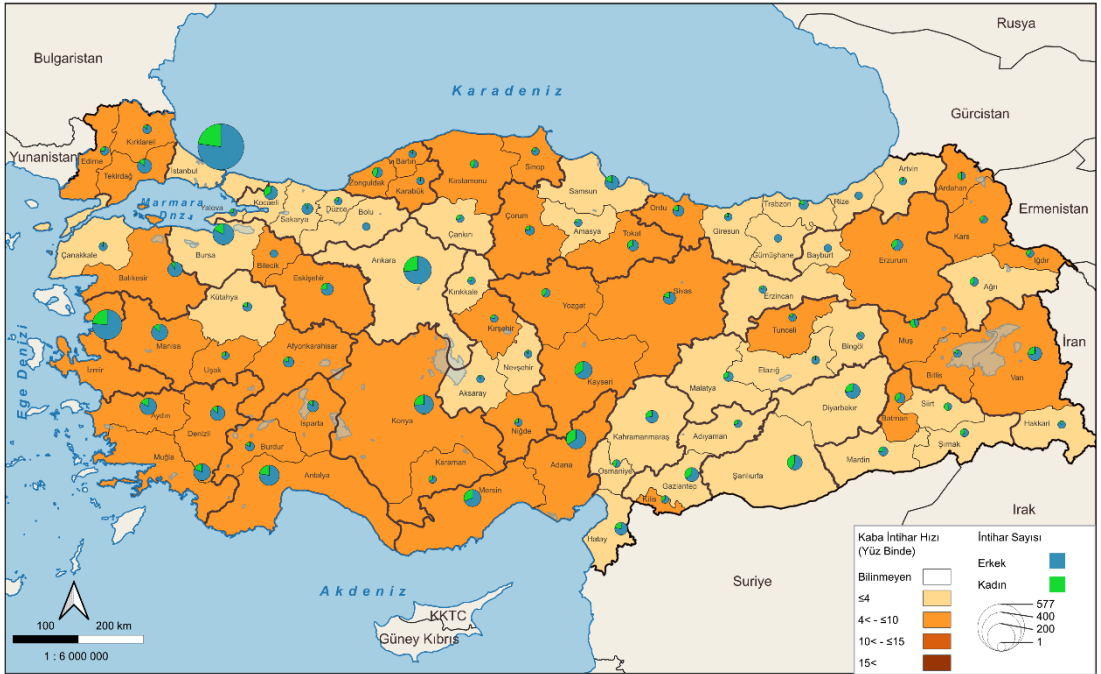 Rusya
Bulgaristan
Karadeniz
Gürcistan
Kırklareli
Yunanistan
Edirne
Tekirdağ
İstanbul
Bartın
Zonguldak
Karabük
Kastamonu
Sinop
Samsun
Artvin
Ardahan
Marmara
Dnz.
Yalova
Kocaeli
Sakarya
Düzce
Bolu
Çankırı
Çorum
Amasya
Ordu
Tokat
Giresun
Trabzon
Rize
Gümüşhane
Bayburt
Kars
Ermenistan
Iğdır
Çanakkale
Balıkesir
Bursa
Bilecik
Eskişehir
Ankara
Kırıkkale
Yozgat
Sivas
Erzincan
Erzurum
Ağrı
Kütahya
Kırşehir
Tunceli
Bingöl
Muş
İran
Ege Denizi
İzmir
Manisa
Uşak
Afyonkarahisar
Nevşehir
Aksaray
Kayseri
Malatya
Elazığ
Bitlis
Van
Diyarbakır
Batman
Siirt
Aydın
Denizli
Isparta
Konya
Niğde
Kahramanmaraş
Adıyaman
Mardin
Şırnak
Hakkari
Muğla
Burdur
Antalya
Karaman
Mersin
Adana
Osmaniye
Gaziantep
Şanlıurfa
Kilis
Hatay
Irak
Suriye
Akdeniz
KKTC
Güney Kıbrıs
100 200 km
1 : 6 000 000
Kaba İntihar Hızı
(Yüz Binde)
Bilinmeyen
≤4
4< - ≤10
10< - ≤15
15<
İntihar Sayısı
Erkek
Kadın
577
400
200
1